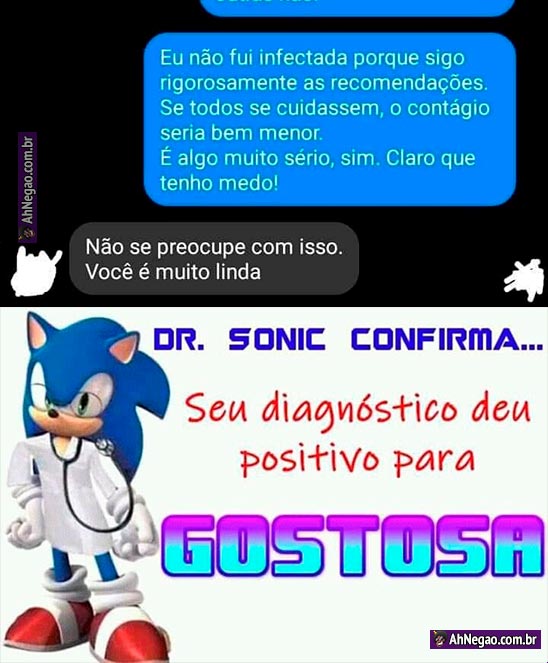 Eu não fui infectada porque sigo
rigorosamente as recomendações.
Se todos se cuidassem, o contágio
seria bem menor.
É algo muito sério, sim. Claro que
tenho medo!
AhNegao.com.br
Não se preocupe com isso.
Você é muito linda
DR. SONIC CONFIRMA...
Seu diagnóstico deu
positivo para
GOSTOSA
AhNegao.com.br